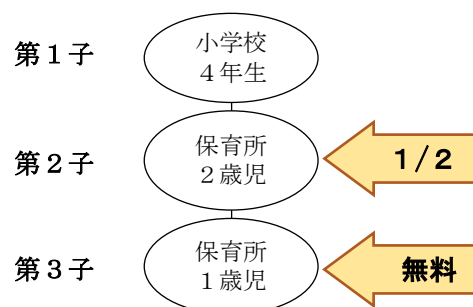 第１子
小学校
４年生
第２子
保育所
２歳児
１/２
第３子
保育所
１歳児
無料